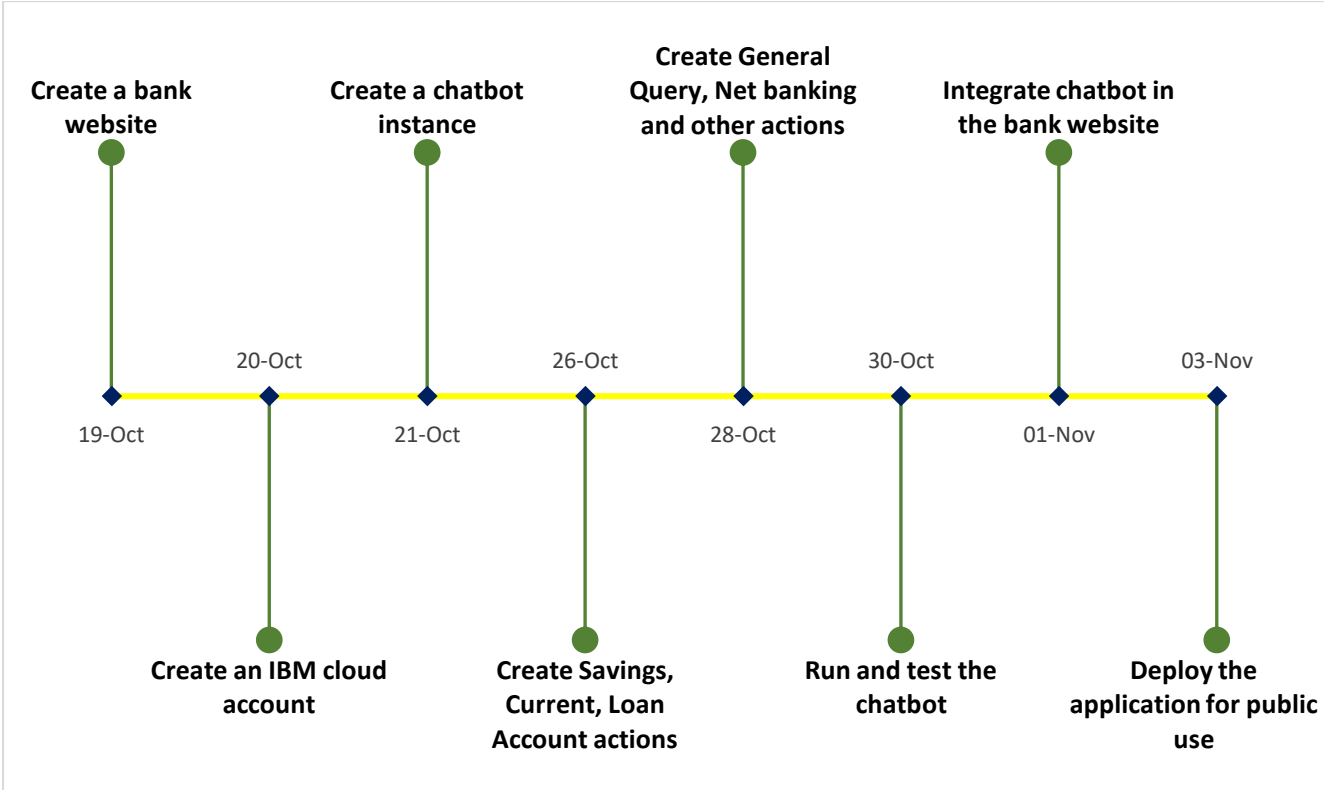 Create a bank
website
19-Oct
20-Oct
Create an IBM cloud
account
Create a chatbot
instance
21-Oct
26-Oct
Create Savings,
Current, Loan
Account actions
Create General
Query, Net banking
and other actions
28-Oct
30-Oct
Run and test the
chatbot
Integrate chatbot in
the bank website
01-Nov
03-Nov
Deploy the
application for public
use